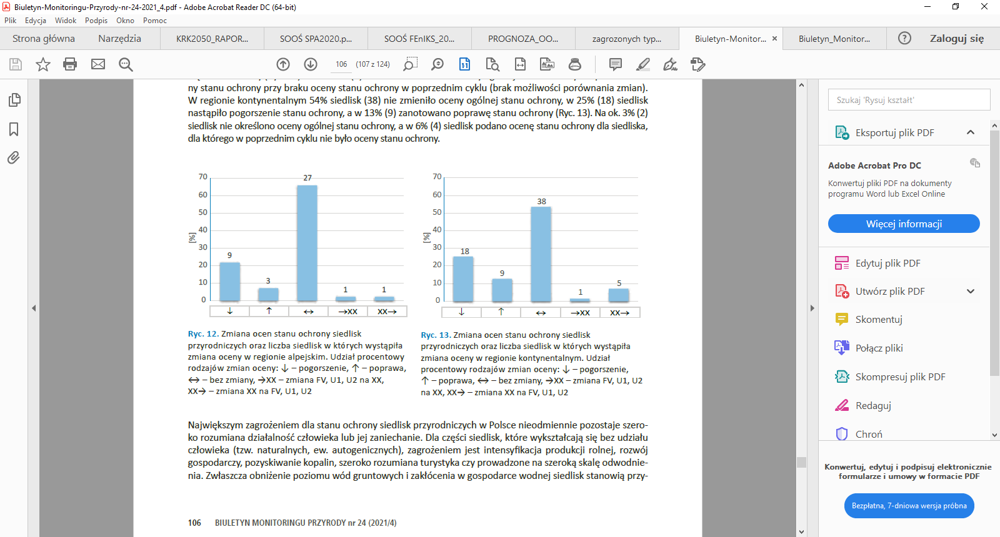 Biuletyn-Monitoringu-Przyrody-nr-24-2021_4.pdf - Adobe Acrobat Reader DC (64-bit)
Plik Edycja Widok Podpis Okno Pomoc
Strona główna Narzędzia KRK2050_RAPOR... SOOŚ SPA2020.p... SOOŚ FEnIKS_20... PROGNOZA_OO... zagrozonych typ... Biuletyn-Monitor... × Biuletyn_Monitor... ? Zaloguj się
106 (107 z 124)
ny stanu ochrony przy braku oceny stanu ochrony w poprzednim cyklu (brak możliwości porównania zmian).
W regionie kontynentalnym 54% siedlisk (38) nie zmieniło oceny ogólnej stanu ochrony, w 25% (18) siedlisk
nastąpiło pogorszenie stanu ochrony, a w 13% (9) zanotowano poprawę stanu ochrony (Ryc. 13). Na ok. 3% (2)
siedlisk nie określono oceny ogólnej stanu ochrony, a w 6% (4) siedlisk podano ocenę stanu ochrony dla siedliska,
dla którego w poprzednim cyklu nie było oceny stanu ochrony.
70
60
50
40
30
20
10
0
[%]
9
3
27
1
1
↓ ↑ ↔ →XX XX→
70
60
50
40
30
20
10
0
[%]
18
9
38
1
5
↓ ↑ ↔ →XX XX→
Ryc. 12. Zmiana ocen stanu ochrony siedlisk
przyrodniczych oraz liczba siedlisk w których wystąpiła
zmiana oceny w regionie alpejskim. Udział procentowy
rodzajów zmian oceny: ↓ – pogorszenie, ↑ – poprawa,
↔ – bez zmiany, →XX – zmiana FV, U1, U2 na XX,
XX→ – zmiana XX na FV, U1, U2
Ryc. 13. Zmiana ocen stanu ochrony siedlisk
przyrodniczych oraz liczba siedlisk w których wystąpiła
zmiana oceny w regionie kontynentalnym. Udział
procentowy rodzajów zmian oceny: ↓ – pogorszenie,
↑ – poprawa, ↔ – bez zmiany, →XX – zmiana FV, U1, U2
na XX, XX→ – zmiana XX na FV, U1, U2
Największym zagrożeniem dla stanu ochrony siedlisk przyrodniczych w Polsce nieodmiennie pozostaje szero-
ko rozumiana działalność człowieka lub jej zaniechanie. Dla części siedlisk, które wykształcają się bez udziału
człowieka (tzw. naturalnych, ew. autogenicznych), zagrożeniem jest intensyfikacja produkcji rolnej, rozwój
gospodarczy, pozyskiwanie kopalin, szeroko rozumiana turystyka czy prowadzone na szeroką skalę odwodnie-
nia. Zwłaszcza obniżenie poziomu wód gruntowych i zakłócenia w gospodarce wodnej siedlisk stanowią przy-
106 BIULETYN MONITORINGU PRZYRODY nr 24 (2021/4)
Szukaj 'Rysuj kształt'
Eksportuj plik PDF
Adobe Acrobat Pro DC
Konwertuj pliki PDF na dokumenty
programu Word lub Excel Online
Więcej informacji
Edytuj plik PDF
Utwórz plik PDF
Skomentuj
Połącz pliki
Skompresuj plik PDF
Redaguj
Chroń
Konwertuj, edytuj i podpisuj elektronicznie
formularze i umowy w formacie PDF
Bezpłatna, 7-dniowa wersja próbna